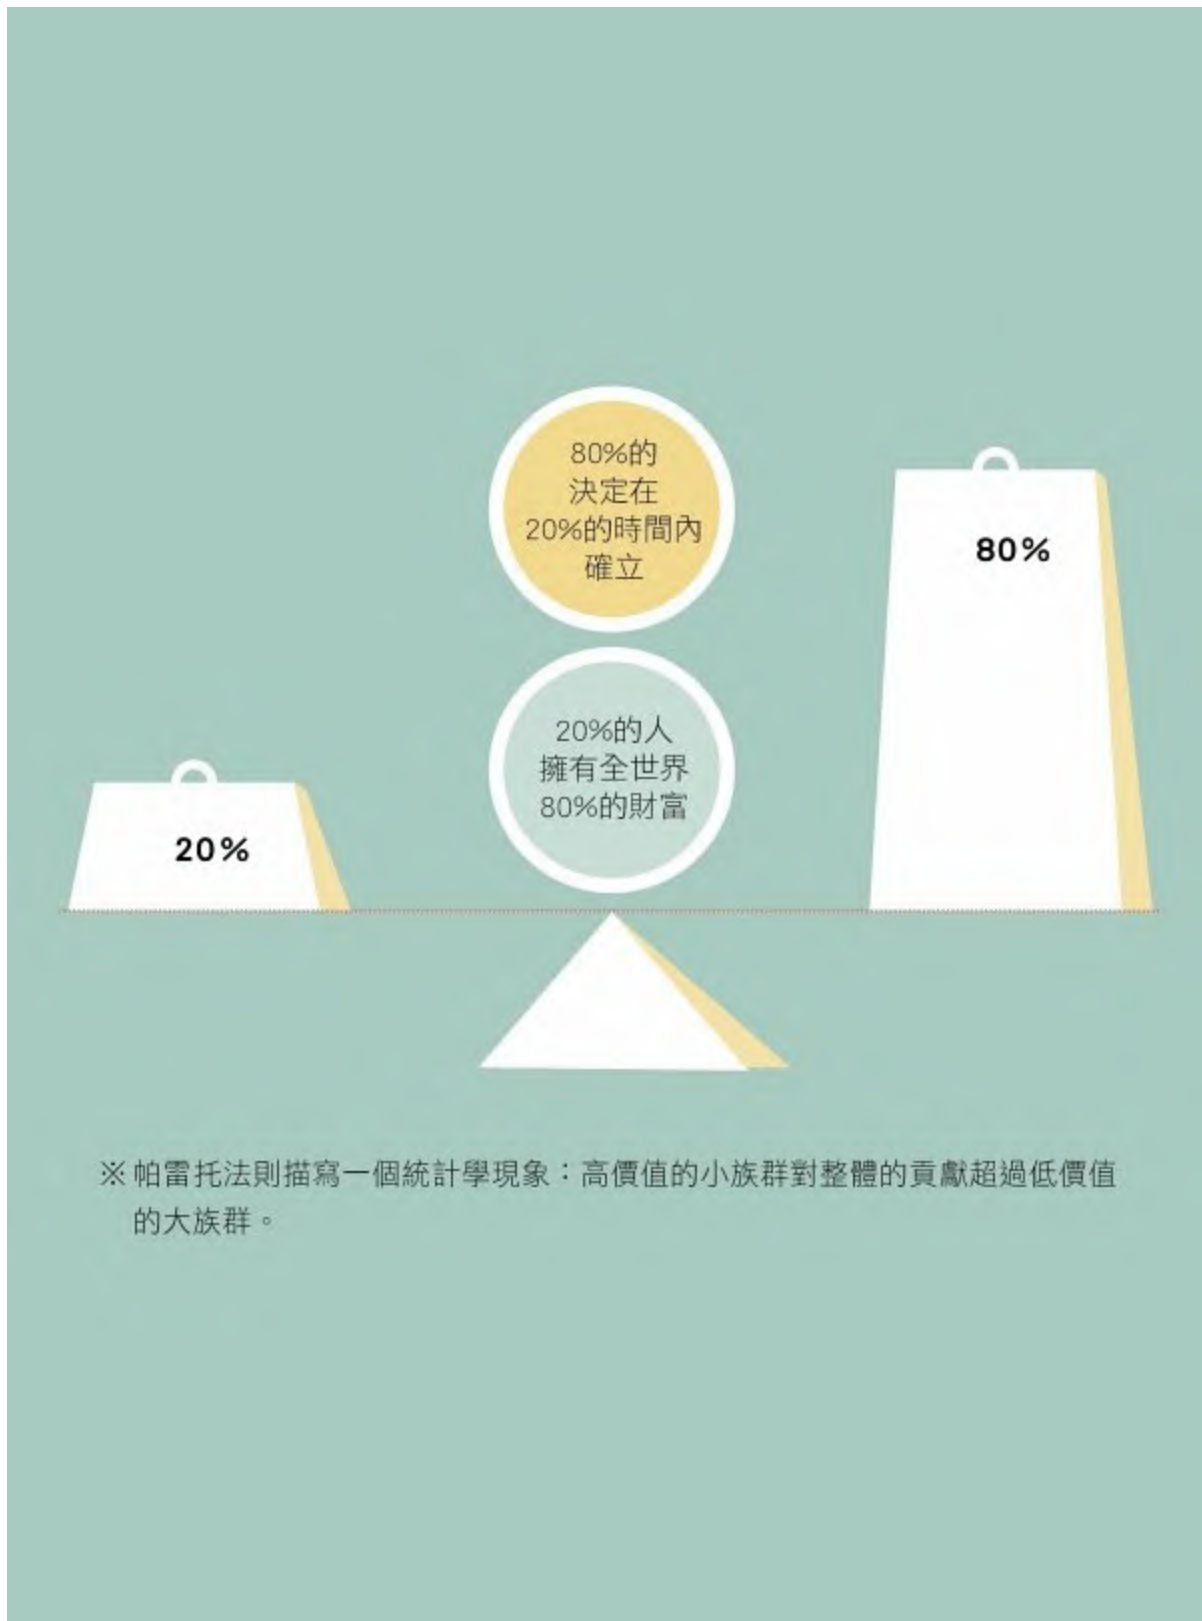 80%的
決定在
20%的時間內
確立
80%
20%的人
擁有全世界
80%的財富
20%
※ 帕雷托法則描寫一個統計學現象：高價值的小族群對整體的貢獻超過低價值
的大族群。